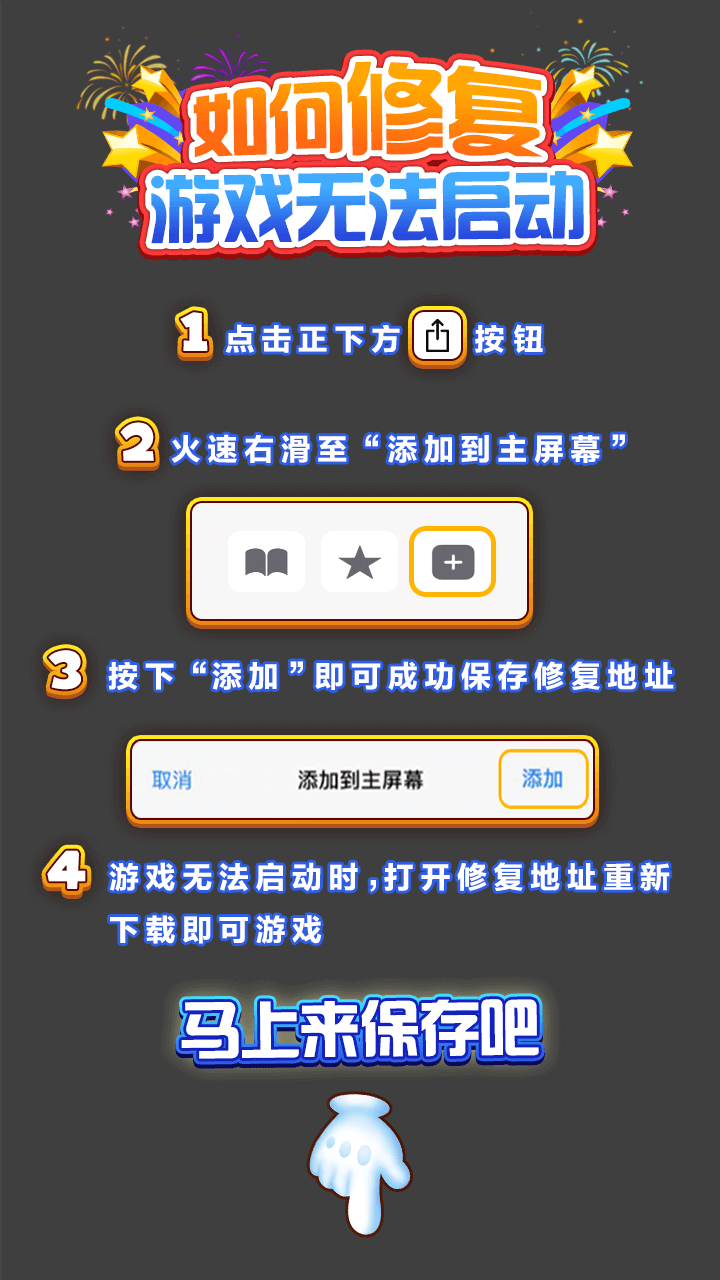 如何修复
游戏无法启动
1 点击正下方 按钮
2 火速右滑至“添加到主屏幕”
3 按下“添加”即可成功保存修复地址
取消 添加到主屏幕 添加
4 游戏无法启动时,打开修复地址重新
下载即可游戏
马上来保存吧